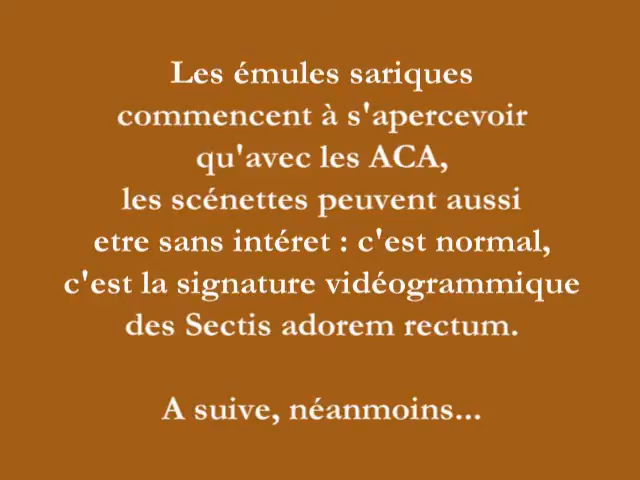 Les émules sariques
commencent à s'apercevoir
qu'avec les ACA,
les scénettes peuvent aussi
etre sans intéret : c'est normal,
c'est la signature vidéogrammique
des Sectis adorem rectum.
A suive, néanmoins...